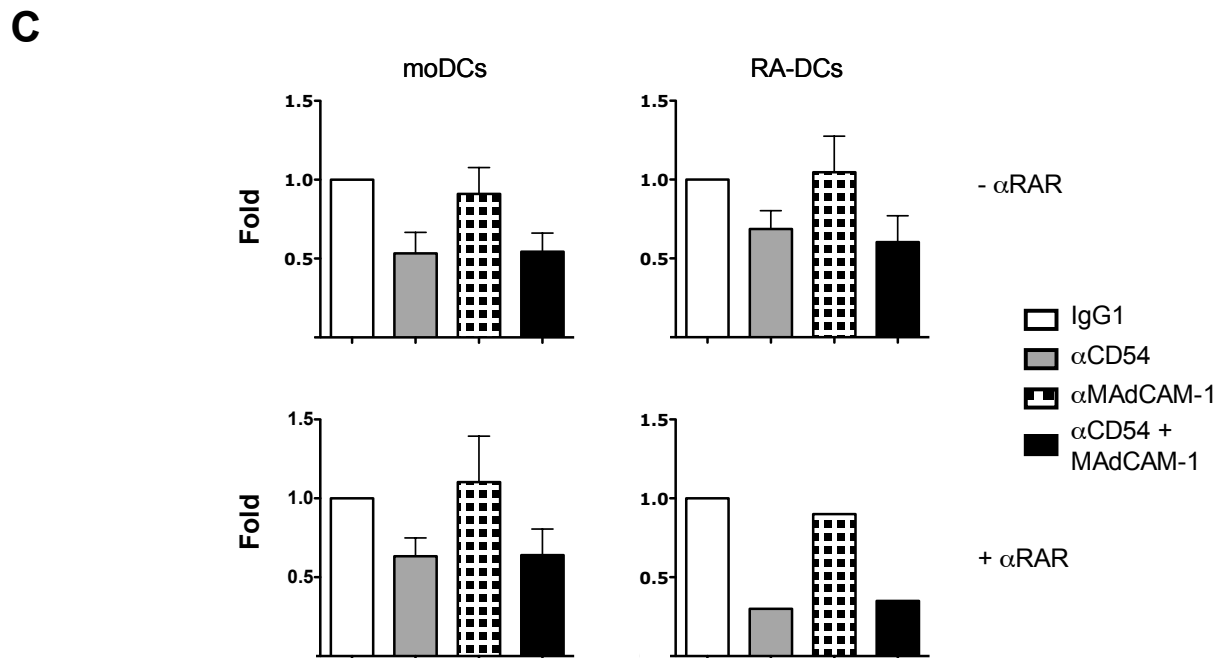 C
moDCs
RA-DCs
1.5
1.0
0.5
Fold
1.5
1.0
0.5
- αRAR
IgG1
αCD54
αMAdCAM-1
αCD54 +
MAdCAM-1
1.5
1.0
0.5
Fold
1.5
1.0
0.5
+ αRAR